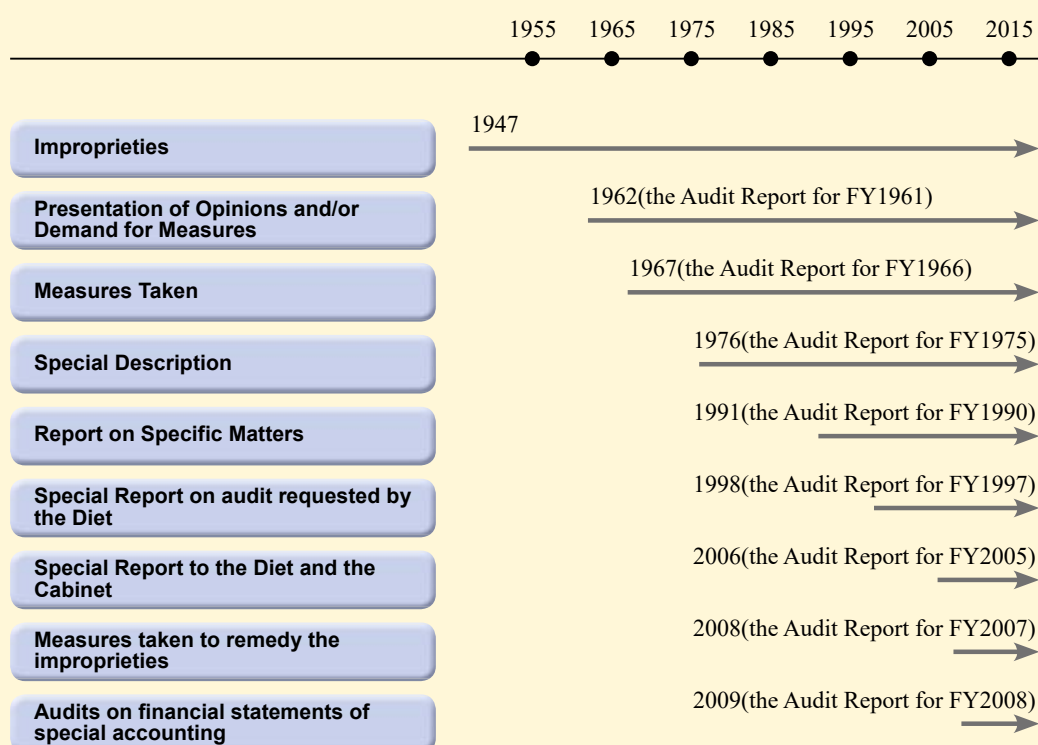 1955 1965 1975 1985 1995 2005 2015
Improprieties
1947
Presentation of Opinions and/or
Demand for Measures
1962(the Audit Report for FY1961)
Measures Taken
1967(the Audit Report for FY1966)
Special Description
1976(the Audit Report for FY1975)
Report on Specific Matters
1991(the Audit Report for FY1990)
Special Report on audit requested by
the Diet
1998(the Audit Report for FY1997)
Special Report to the Diet and the
Cabinet
2006(the Audit Report for FY2005)
Measures taken to remedy the
improprieties
2008(the Audit Report for FY2007)
Audits on financial statements of
special accounting
2009(the Audit Report for FY2008)